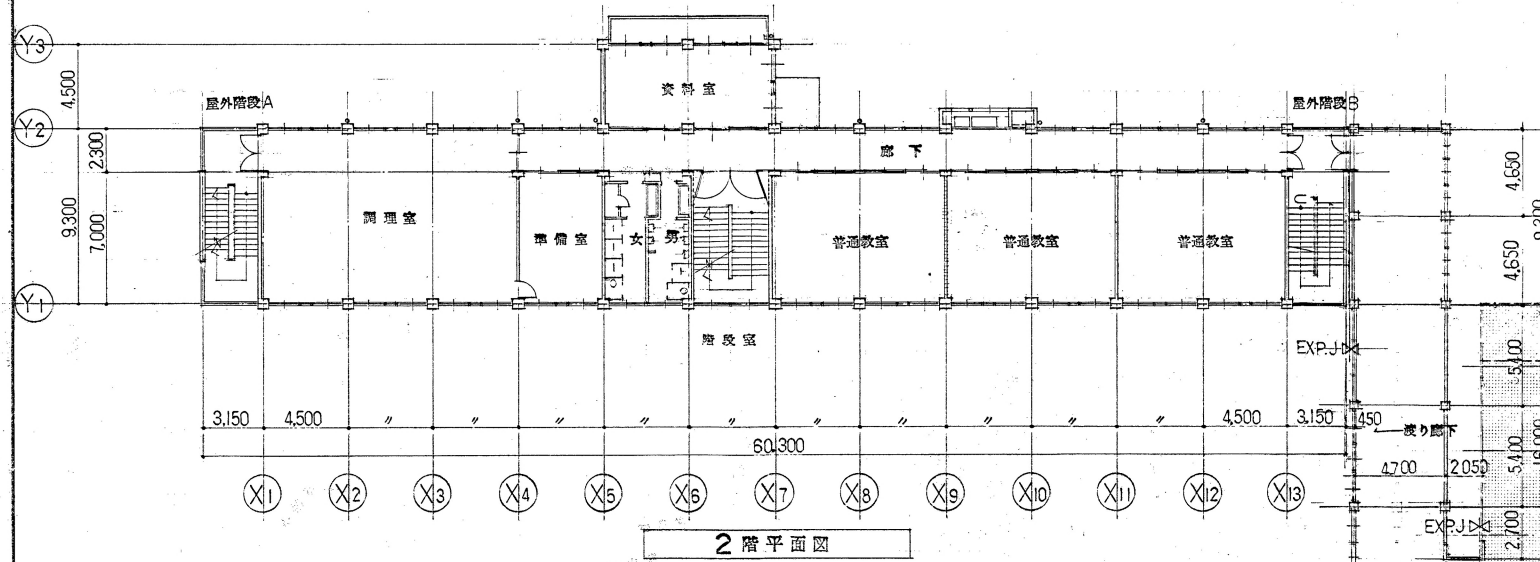 Y3
4,500
資料室
屋外階段A
屋外階段B
Y2
2,300
廊下
4,650
9,300
7,000
調理室
準備室
女
男
普通教室
普通教室
普通教室
U
9,300
4,650
Y1
階段室
EXP.J
5,400
3,150
4,500
〃
〃
〃
〃
〃
〃
〃
〃
〃
〃
4,500
3,150
450
渡り廊下
60,300
4,700
2,050
5,400
16,000
X1
X2
X3
X4
X5
X6
X7
X8
X9
X10
X11
X12
X13
EXP.J
2,700
2階平面図